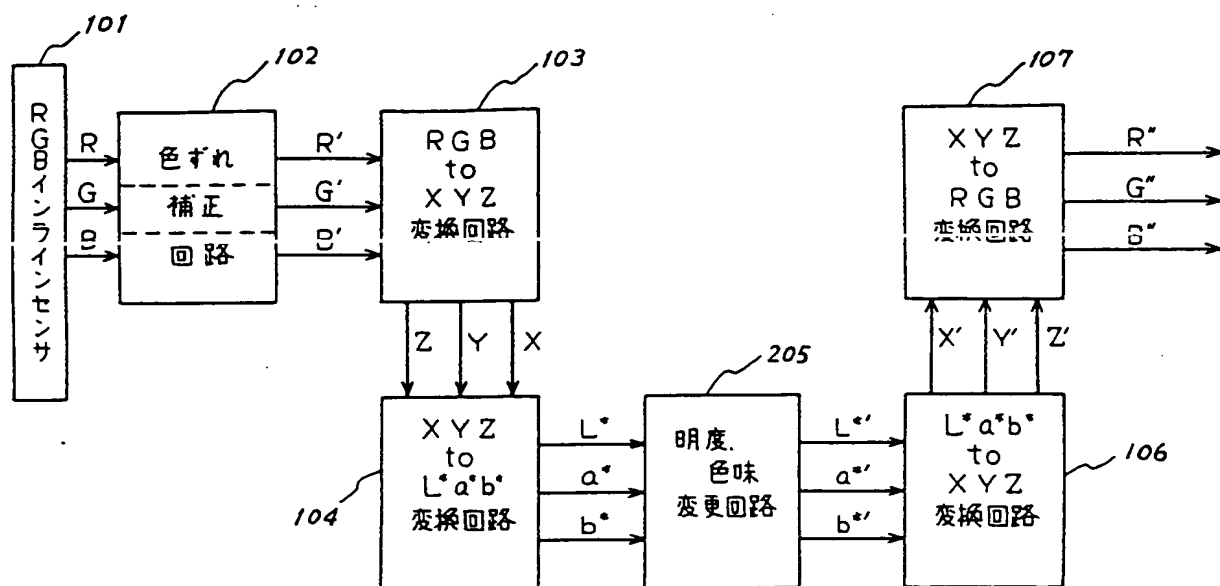 101
RGBインラインセンサ
R
G
B
102
色ずれ
補正
回路
R′
G′
B′
103
RGB
to
XYZ
変換回路
Z
Y
X
104
XYZ
to
L*a*b*
変換回路
L*
a*
b*
205
明度、
色味
変更回路
L*′
a*′
b*′
106
L*a*b*
to
XYZ
変換回路
X′
Y′
Z′
107
XYZ
to
RGB
変換回路
R″
G″
B″